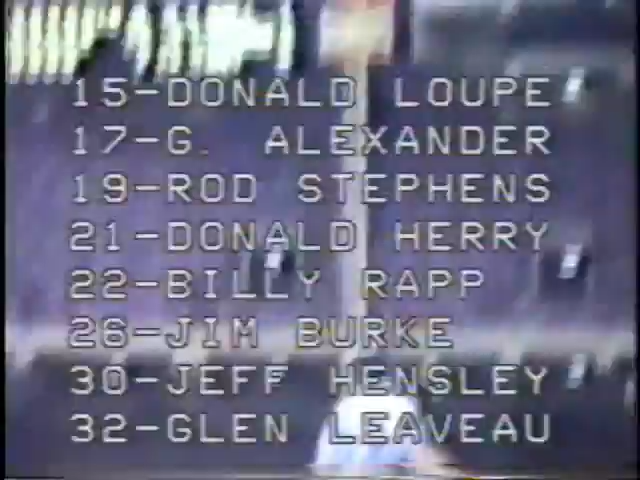 15-DONALD LOUPE
17-G. ALEXANDER
19-ROD STEPHENS
21-DONALD HERRY
22-BILLY RAPP
26-JIM BURKE
30-JEFF HENSLEY
32-GLEN LEAVEAU